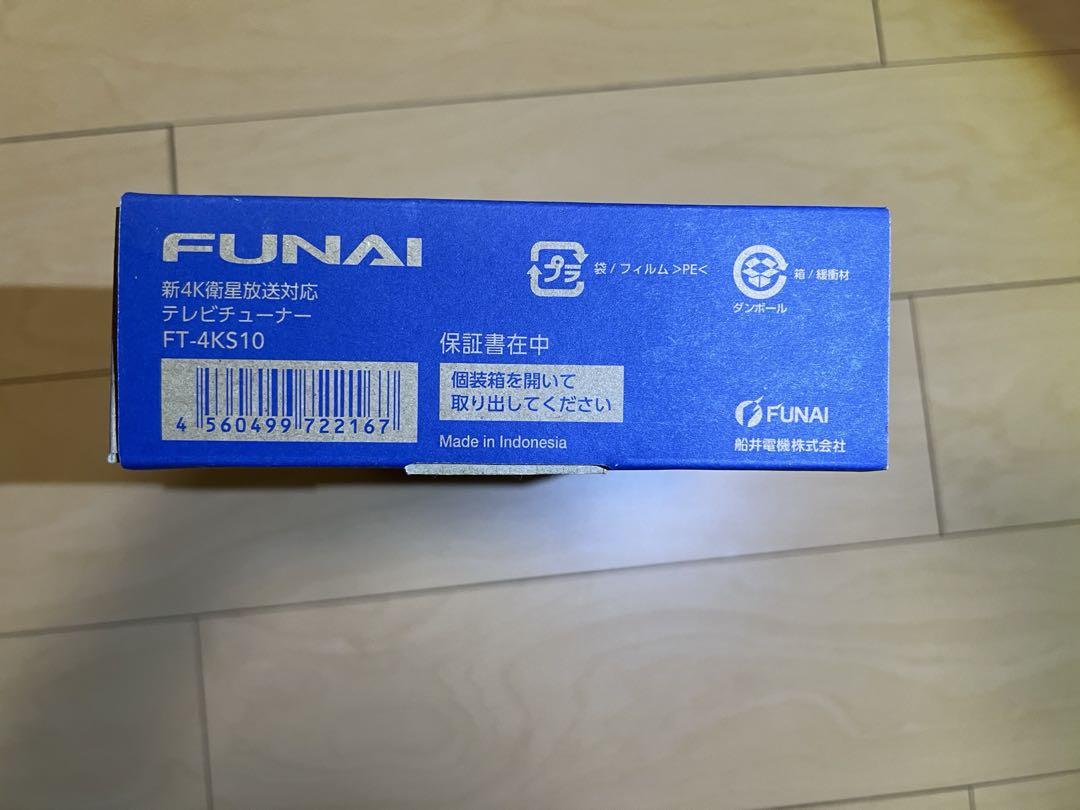 FUNAI
新4K衛星放送対応
テレビチューナー
FT-4KS10
4 560499 722167
プラ
袋/フィルム >PE<
箱/緩衝材
ダンボール
保証書在中
個装箱を開いて
取り出してください
Made in Indonesia
FUNAI
船井電機株式会社